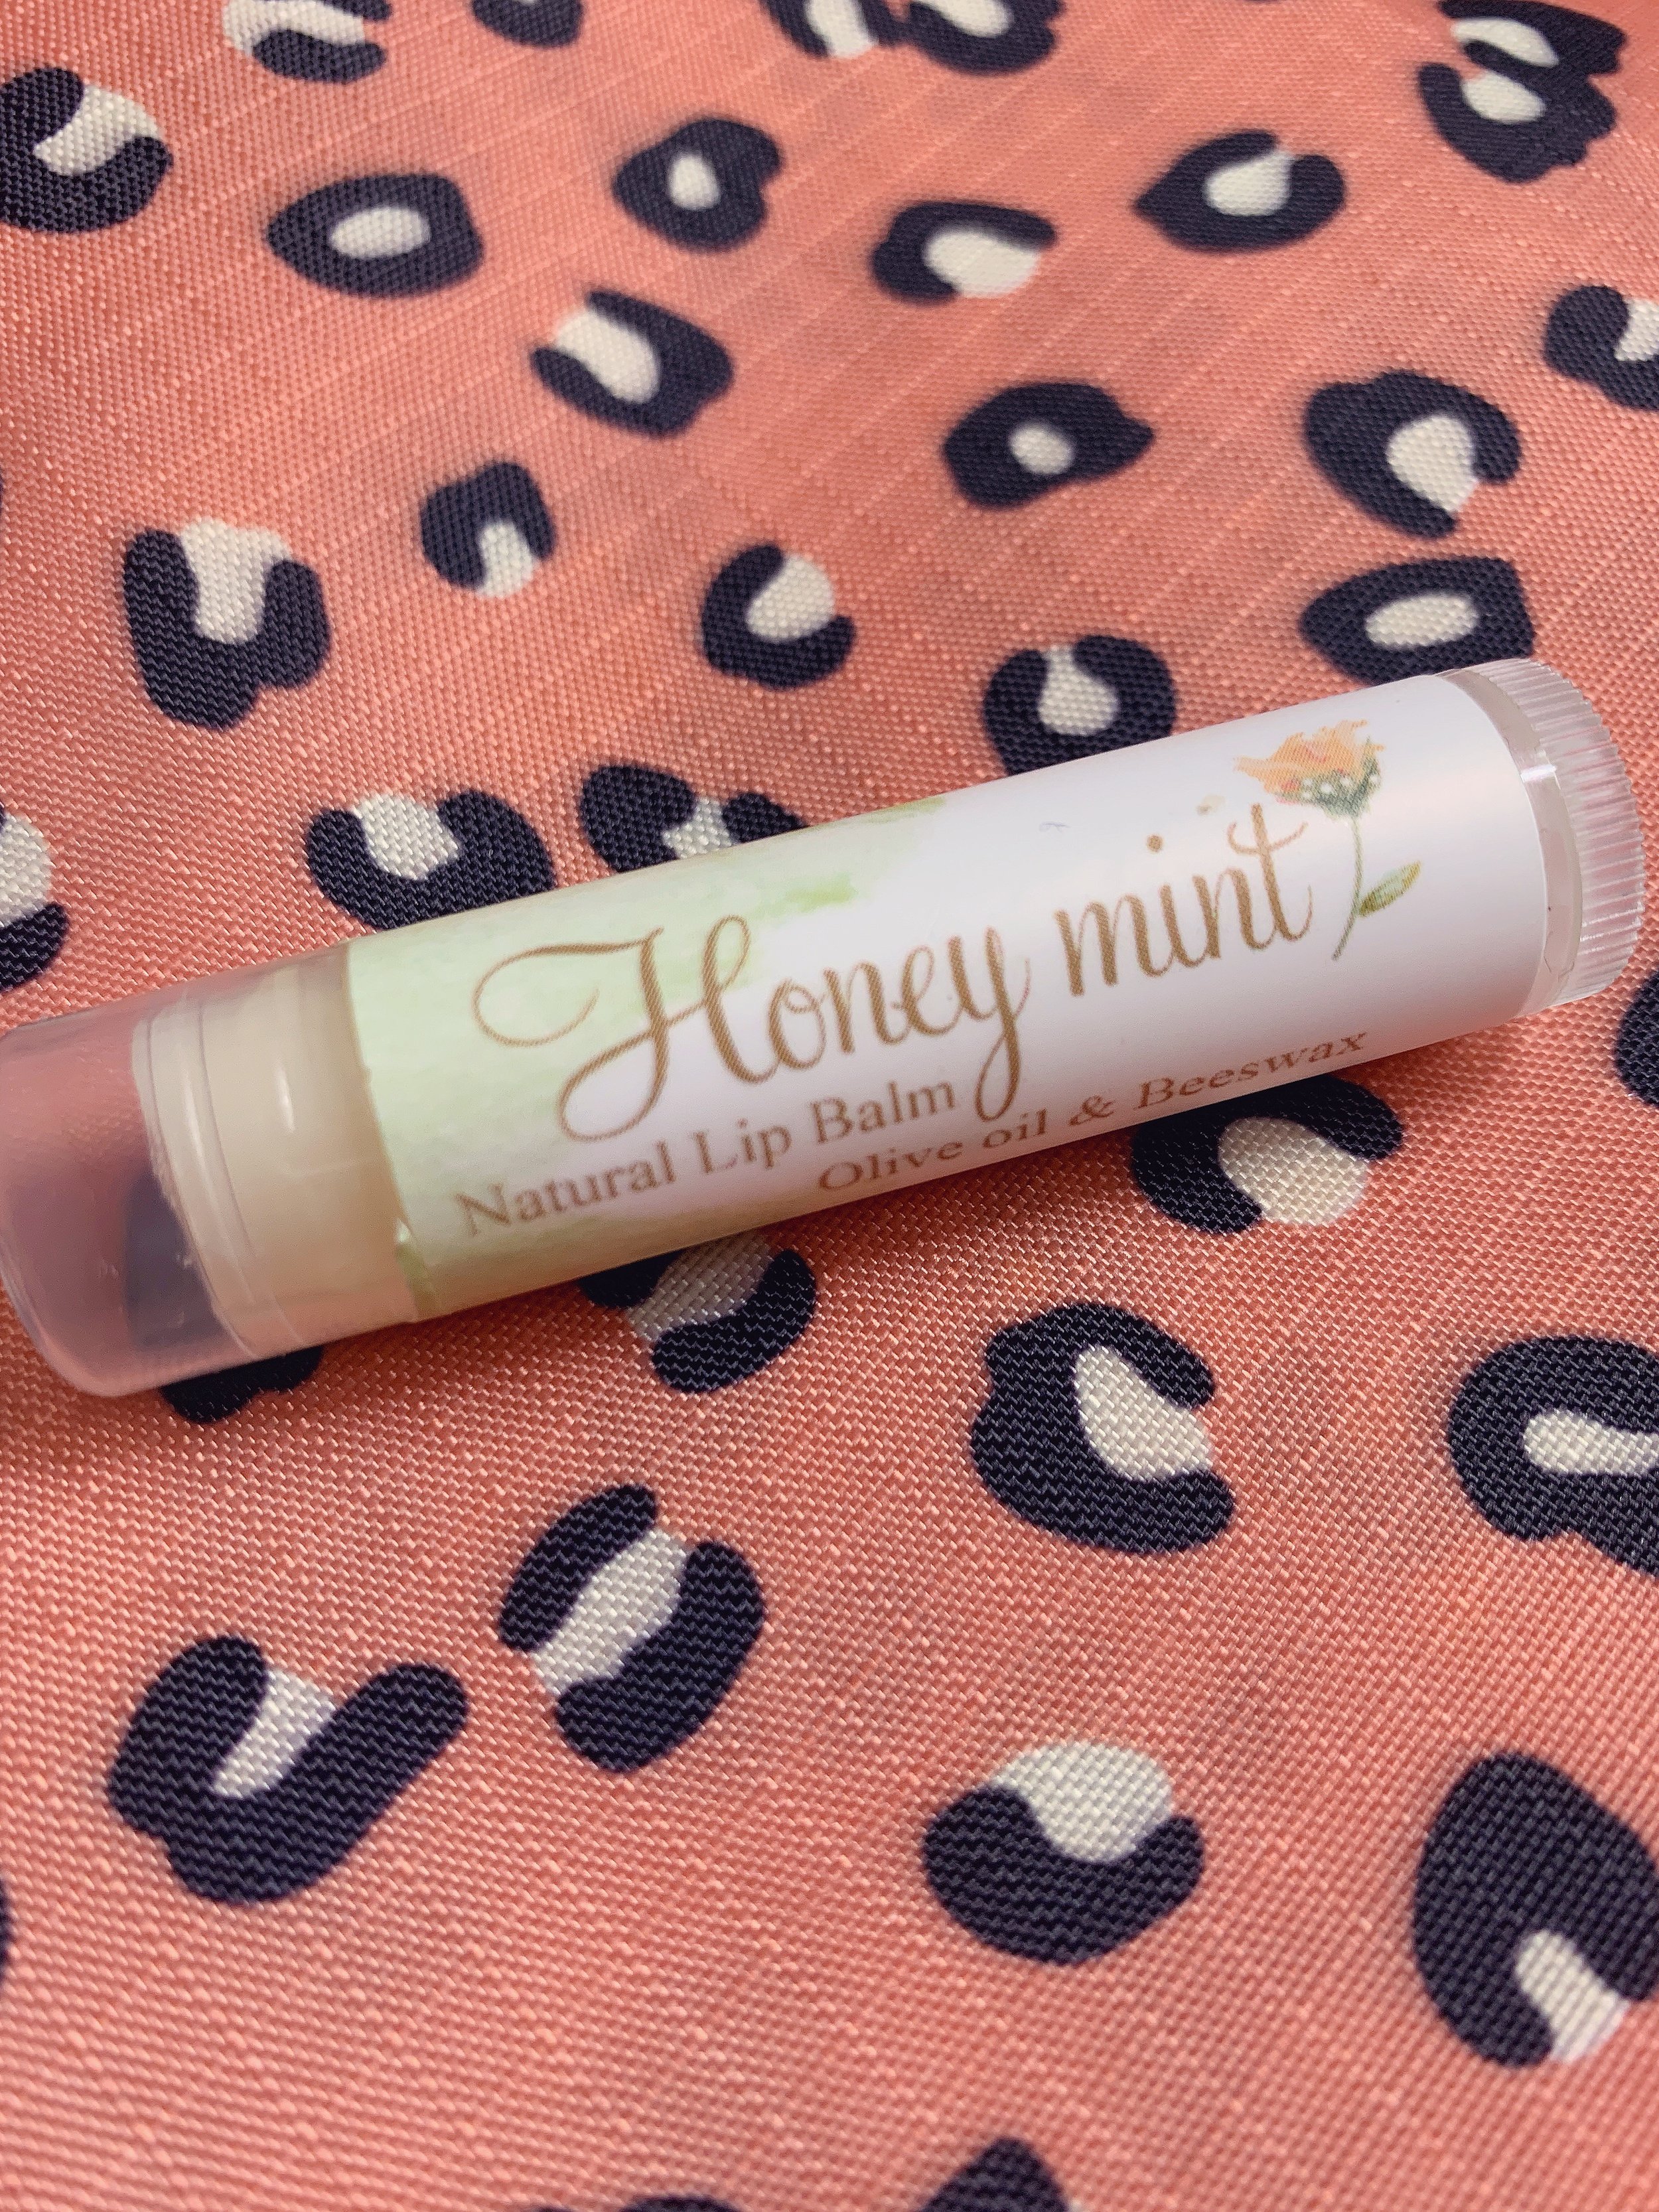 Honey mint
Natural Lip Balm
Olive oil & Beeswax